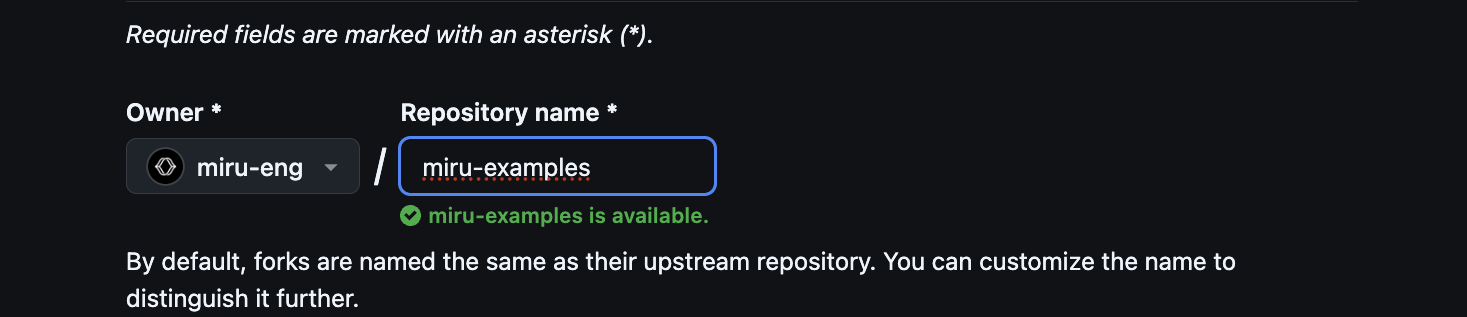 Required fields are marked with an asterisk (*).
Owner *
Repository name *
miru-eng
/
miru-examples
miru-examples is available.
By default, forks are named the same as their upstream repository. You can customize the name to
distinguish it further.